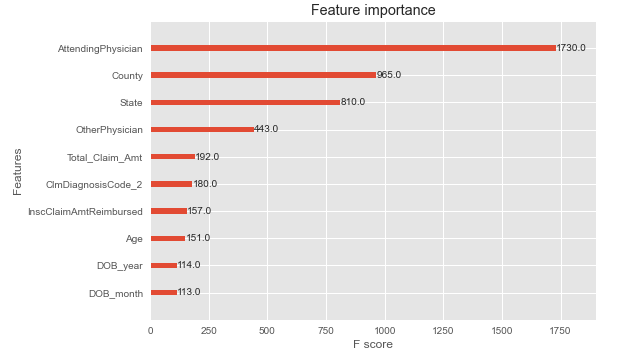 Feature importance
Features
AttendingPhysician 1730.0
County 965.0
State 810.0
OtherPhysician 443.0
Total_Claim_Amt 192.0
ClmDiagnosisCode_2 180.0
InscClaimAmtReimbursed 157.0
Age 151.0
DOB_year 114.0
DOB_month 113.0
0 250 500 750 1000 1250 1500 1750
F score